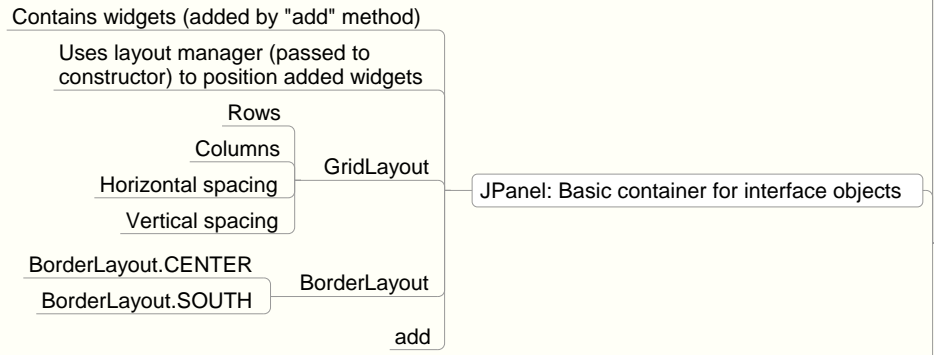 Contains widgets (added by "add" method)
Uses layout manager (passed to
constructor) to position added widgets
Rows
Columns
Horizontal spacing
Vertical spacing
GridLayout
BorderLayout.CENTER
BorderLayout.SOUTH
BorderLayout
add
JPanel: Basic container for interface objects